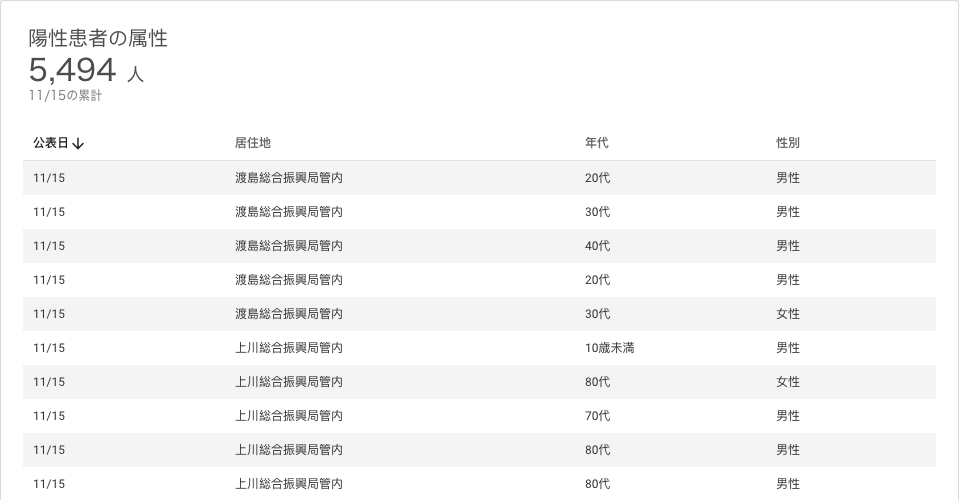 陽性患者の属性
5,494 人
11/15の累計
公表日 居住地 年代 性別
11/15 渡島総合振興局管内 20代 男性
11/15 渡島総合振興局管内 30代 男性
11/15 渡島総合振興局管内 40代 男性
11/15 渡島総合振興局管内 20代 男性
11/15 渡島総合振興局管内 30代 女性
11/15 上川総合振興局管内 10歳未満 男性
11/15 上川総合振興局管内 80代 女性
11/15 上川総合振興局管内 70代 男性
11/15 上川総合振興局管内 80代 男性
11/15 上川総合振興局管内 80代 男性